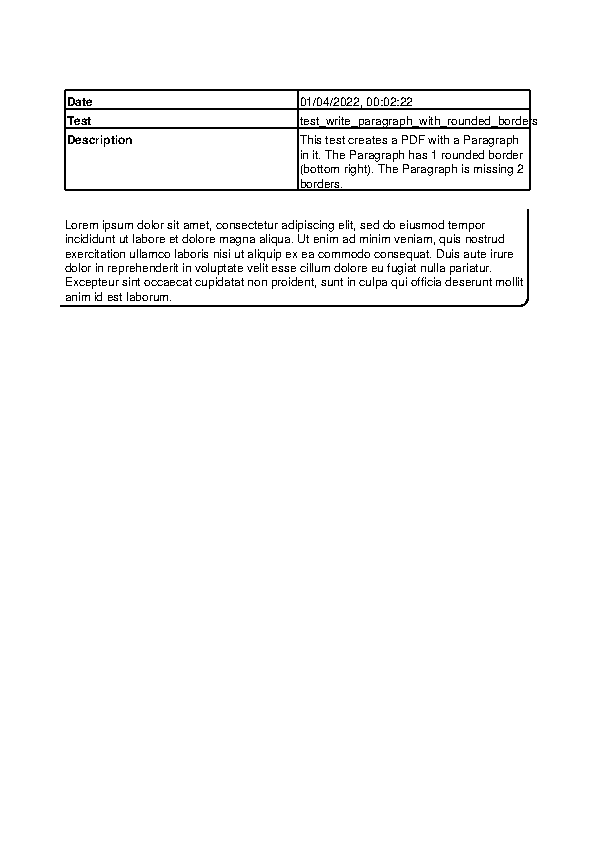 Date 01/04/2022, 00:02:22
Test test_write_paragraph_with_rounded_borders
Description This test creates a PDF with a Paragraph
in it. The Paragraph has 1 rounded border
(bottom right). The Paragraph is missing 2
borders.
Lorem ipsum dolor sit amet, consectetur adipiscing elit, sed do eiusmod tempor
incididunt ut labore et dolore magna aliqua. Ut enim ad minim veniam, quis nostrud
exercitation ullamco laboris nisi ut aliquip ex ea commodo consequat. Duis aute irure
dolor in reprehenderit in voluptate velit esse cillum dolore eu fugiat nulla pariatur.
Excepteur sint occaecat cupidatat non proident, sunt in culpa qui officia deserunt mollit
anim id est laborum.